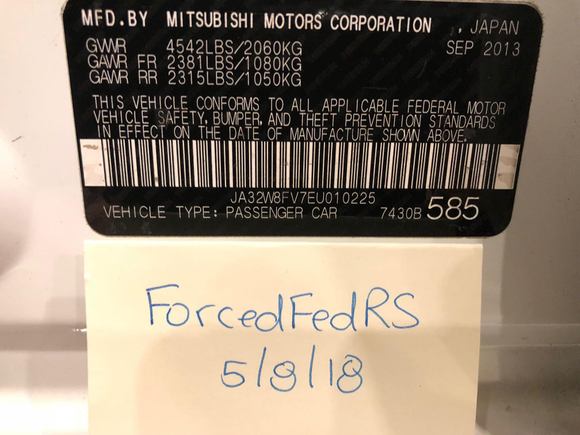 MFD.BY MITSUBISHI MOTORS CORPORATION , JAPAN
SEP 2013
GVWR 4542LBS/2060KG
GAWR FR 2381LBS/1080KG
GAWR RR 2315LBS/1050KG
THIS VEHICLE CONFORMS TO ALL APPLICABLE FEDERAL MOTOR
VEHICLE SAFETY, BUMPER, AND THEFT PREVENTION STANDARDS
IN EFFECT ON THE DATE OF MANUFACTURE SHOWN ABOVE.
JA32W8FV7EU010225
VEHICLE TYPE: PASSENGER CAR 7430B 585
ForcedFedRS
5/8/18